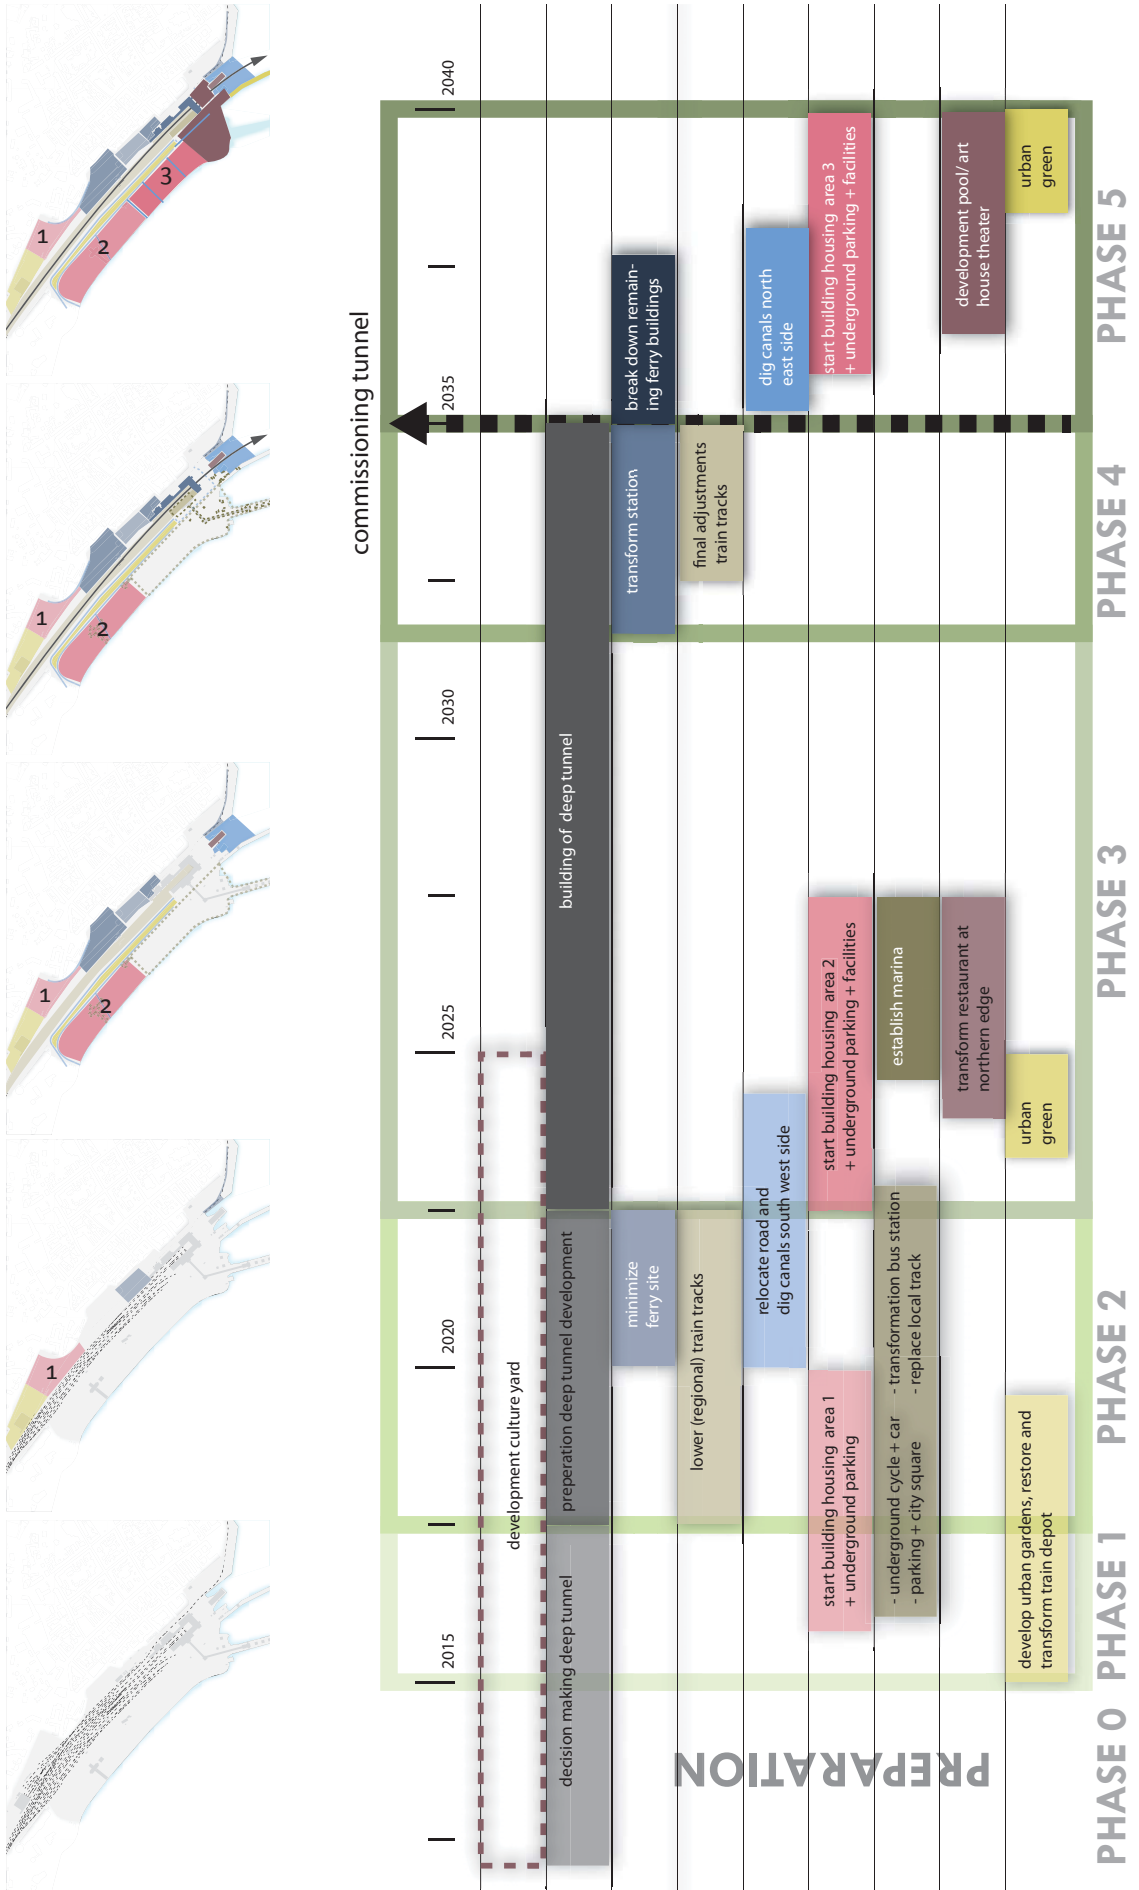 1
1
2
1
2
1
2
3
commissioning tunnel
2015
2020
2025
2030
2035
2040
development culture yard
decision making deep tunnel
preperation deep tunnel development
building of deep tunnel
minimize
ferry site
transform station
break down remain-
ing ferry buildings
lower (regional) train tracks
final adjustments
train tracks
relocate road and
dig canals south west side
dig canals north
east side
start building housing area 1
+ underground parking
start building housing area 2
+ underground parking + facilities
start building housing area 3
+ underground parking + facilities
- underground cycle + car
- parking + city square
- transformation bus station
- replace local track
establish marina
transform restaurant at
northern edge
development pool/ art
house theater
develop urban gardens, restore and
transform train depot
urban
green
urban
green
PREPARATION
PHASE 0
PHASE 1
PHASE 2
PHASE 3
PHASE 4
PHASE 5